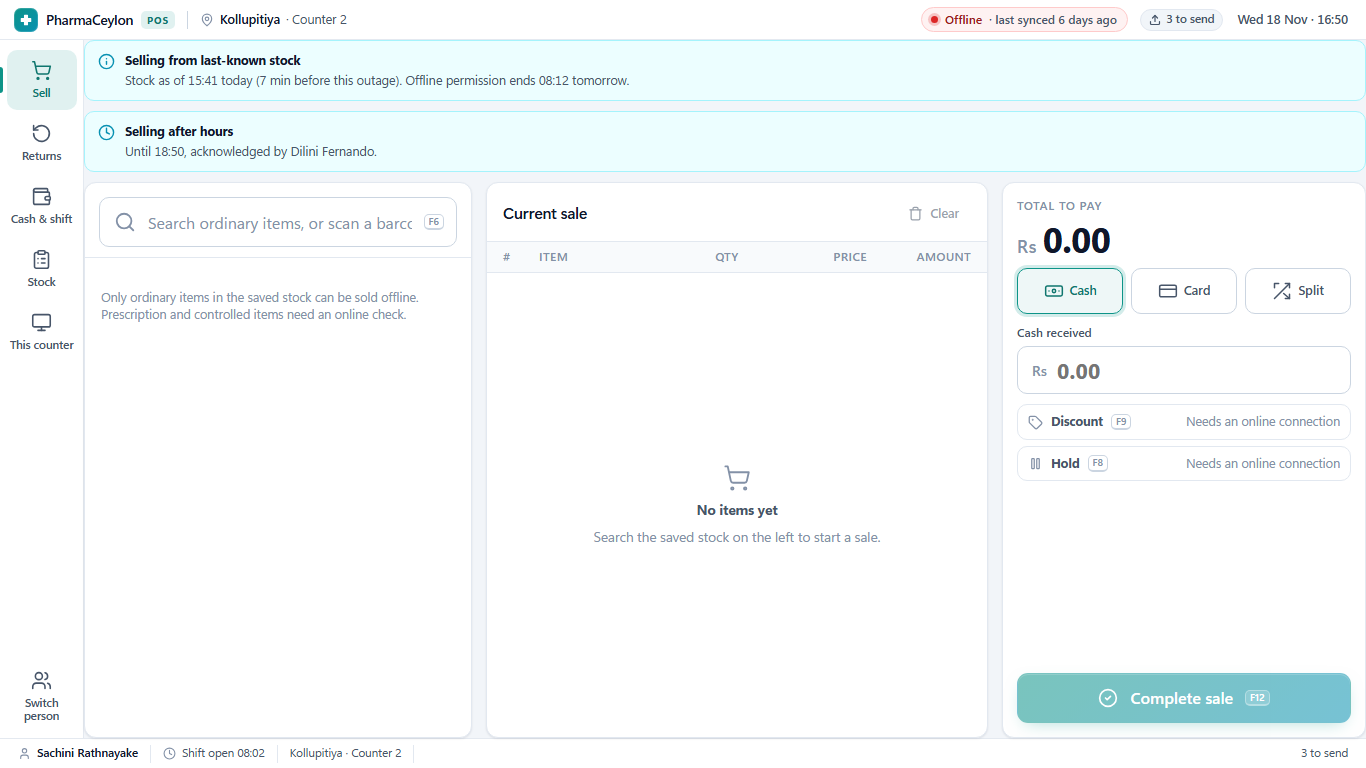 PharmaCeylon POS
Kollupitiya · Counter 2
Offline · last synced 6 days ago
3 to send
Wed 18 Nov · 16:50
Sell
Returns
Cash & shift
Stock
This counter
Switch
person
Selling from last-known stock
Stock as of 15:41 today (7 min before this outage). Offline permission ends 08:12 tomorrow.
Selling after hours
Until 18:50, acknowledged by Dilini Fernando.
Search ordinary items, or scan a barcc F6
Only ordinary items in the saved stock can be sold offline.
Prescription and controlled items need an online check.
Current sale
Clear
# ITEM QTY PRICE AMOUNT
No items yet
Search the saved stock on the left to start a sale.
TOTAL TO PAY
Rs 0.00
Cash Card Split
Cash received
Rs 0.00
Discount F9 Needs an online connection
Hold F8 Needs an online connection
Complete sale F12
Sachini Rathnayake
Shift open 08:02
Kollupitiya · Counter 2
3 to send